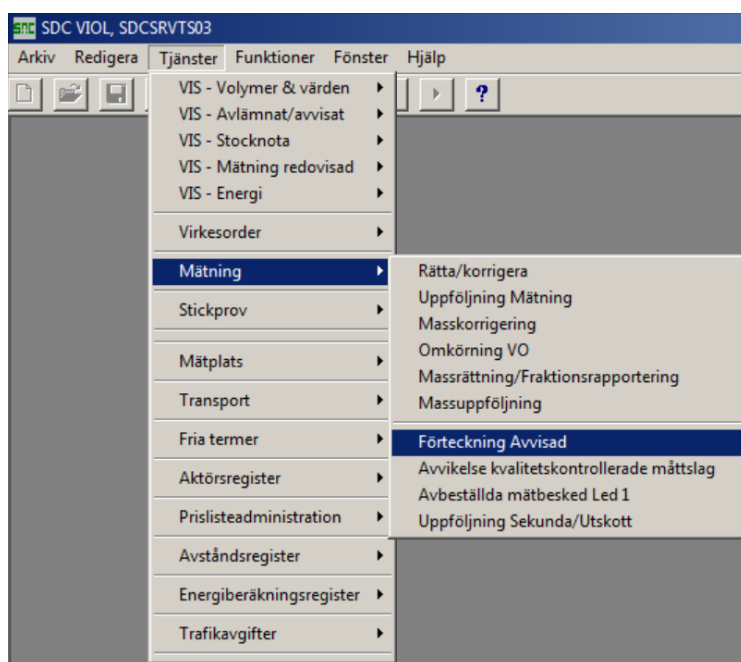 SDC VIOL, SDCSRVTS03
Arkiv Redigera Tjänster Funktioner Fönster Hjälp
VIS - Volymer & värden
VIS - Avlämnat/avvisat
VIS - Stocknota
VIS - Mätning redovisad
VIS - Energi
Virkesorder
Mätning
Stickprov
Mätplats
Transport
Fria termer
Aktörsregister
Prislisteadministration
Avståndsregister
Energiberäkningsregister
Trafikavgifter
Rätta/korrigera
Uppföljning Mätning
Masskorrigering
Omkörning VO
Massrättning/Fraktionsrapportering
Massuppföljning
Förteckning Avvisad
Avvikelse kvalitetskontrollerade måttslag
Avbeställda mätbesked Led 1
Uppföljning Sekunda/Utskott